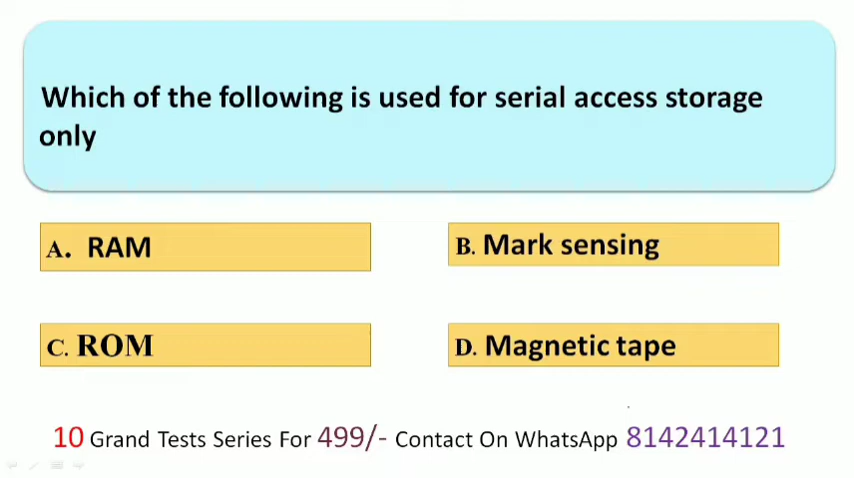 Which of the following is used for serial access storage
only
A. RAM
B. Mark sensing
C. ROM
D. Magnetic tape
10 Grand Tests Series For 499/- Contact On WhatsApp 8142414121